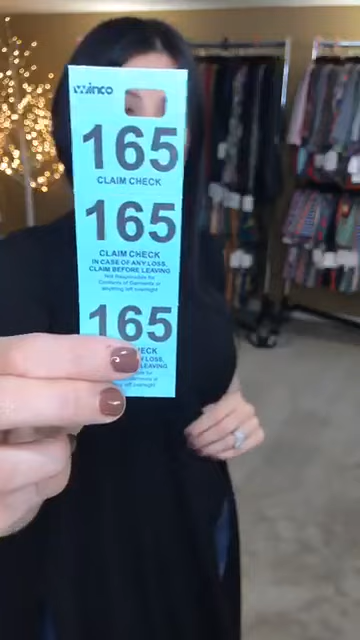 winco
165
CLAIM CHECK
165
CLAIM CHECK
IN CASE OF ANY LOSS,
CLAIM BEFORE LEAVING
Not Responsible for
Contents of Garments or
anything left overnight
165